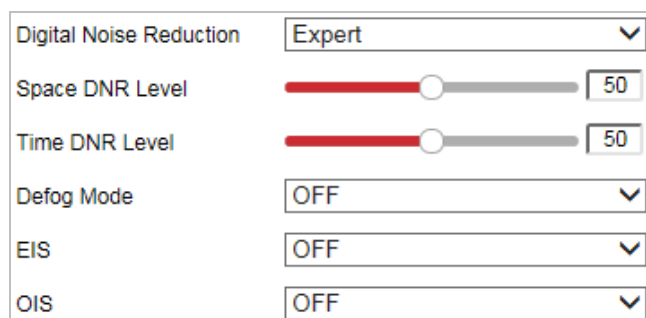 Digital Noise Reduction Expert
Space DNR Level 50
Time DNR Level 50
Defog Mode OFF
EIS OFF
OIS OFF